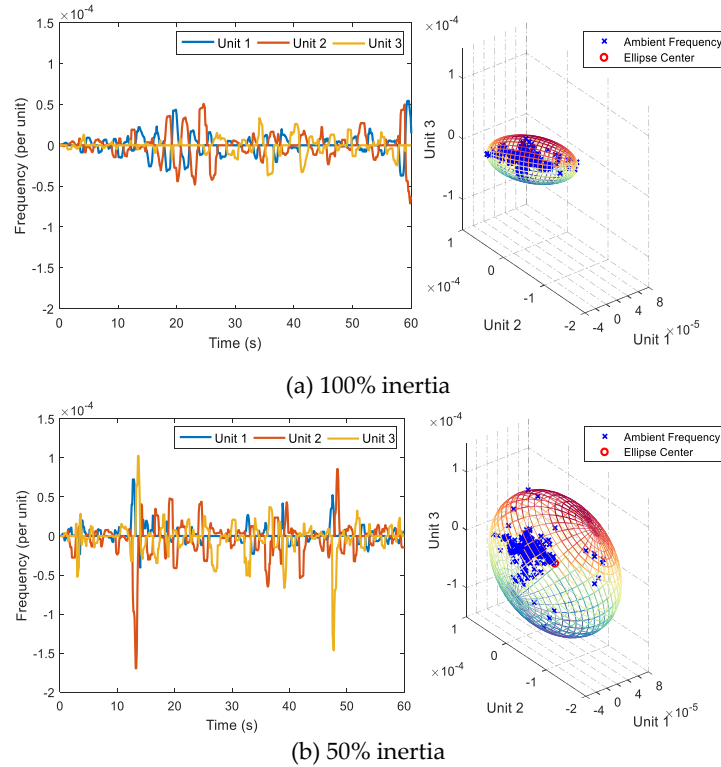 ×10⁻⁴
1.5
1
0.5
0
-0.5
-1
-1.5
-2
Frequency (per unit)
Unit 1 Unit 2 Unit 3
0 10 20 30 40 50 60
Time (s)
Ambient Frequency
Ellipse Center
Unit 3
1
0
-1
1
×10⁻⁴
0
-1
-2
Unit 2
-4 0 4 8
×10⁻⁵
Unit 1
(a) 100% inertia
×10⁻⁴
1.5
1
0.5
0
-0.5
-1
-1.5
-2
Frequency (per unit)
Unit 1 Unit 2 Unit 3
0 10 20 30 40 50 60
Time (s)
×10⁻⁴
Ambient Frequency
Ellipse Center
Unit 3
1
0
-1
1
×10⁻⁴
0
-1
-2
Unit 2
-4 0 4 8
×10⁻⁵
Unit 1
(b) 50% inertia